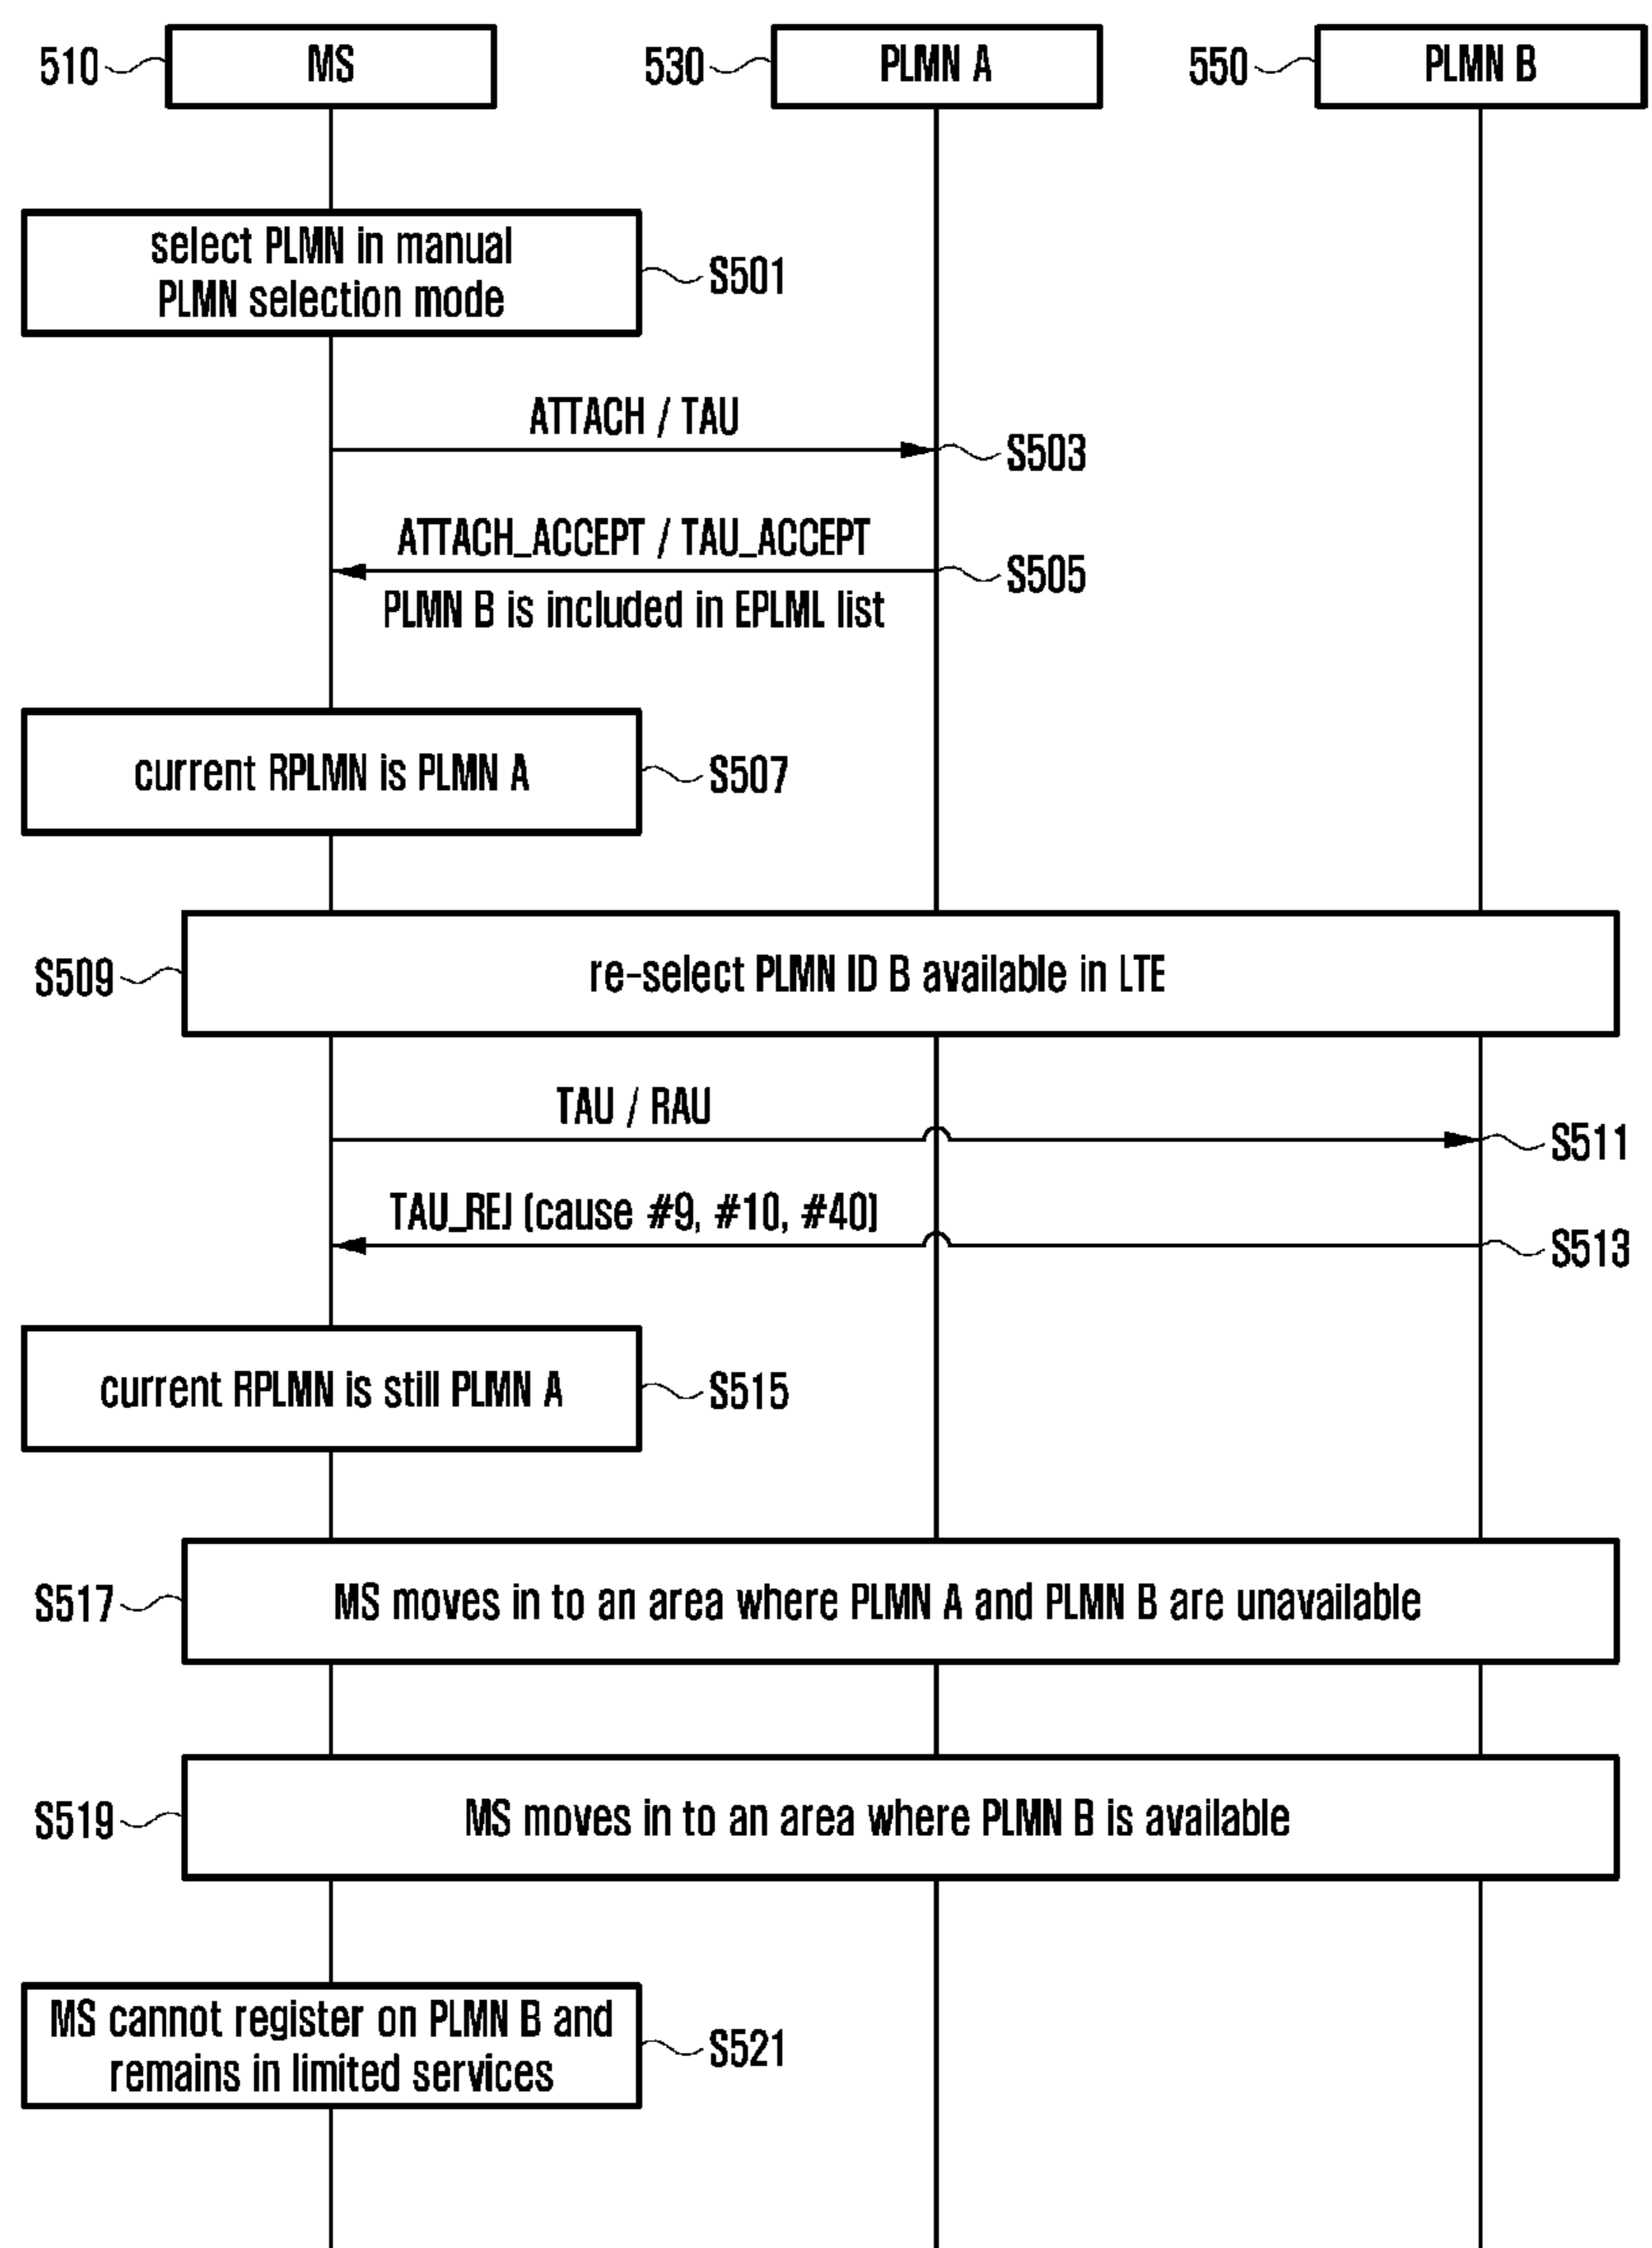 510
MS
530
PLMN A
550
PLMN B
select PLMN in manual
PLMN selection mode
S501
ATTACH / TAU
S503
ATTACH_ACCEPT / TAU_ACCEPT
S505
PLMN B is included in EPLML list
current RPLMN is PLMN A
S507
S509
re-select PLMN ID B available in LTE
TAU / RAU
S511
TAU_REJ (cause #9, #10, #40)
S513
current RPLMN is still PLMN A
S515
S517
MS moves in to an area where PLMN A and PLMN B are unavailable
S519
MS moves in to an area where PLMN B is available
MS cannot register on PLMN B and
remains in limited services
S521